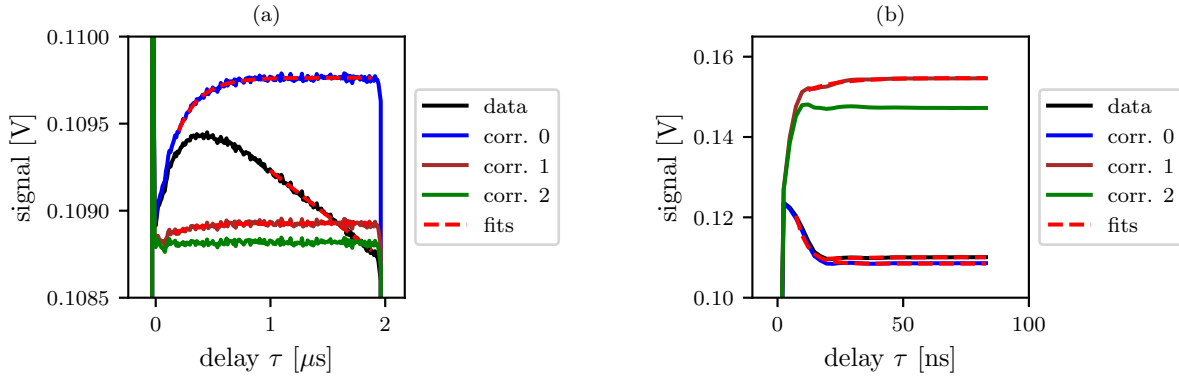 (a)
0.1100
0.1095
0.1090
0.1085
signal [V]
0
1
2
delay τ [μs]
data
corr. 0
corr. 1
corr. 2
fits
(b)
0.16
0.14
0.12
0.10
signal [V]
0
50
100
delay τ [ns]
data
corr. 0
corr. 1
corr. 2
fits